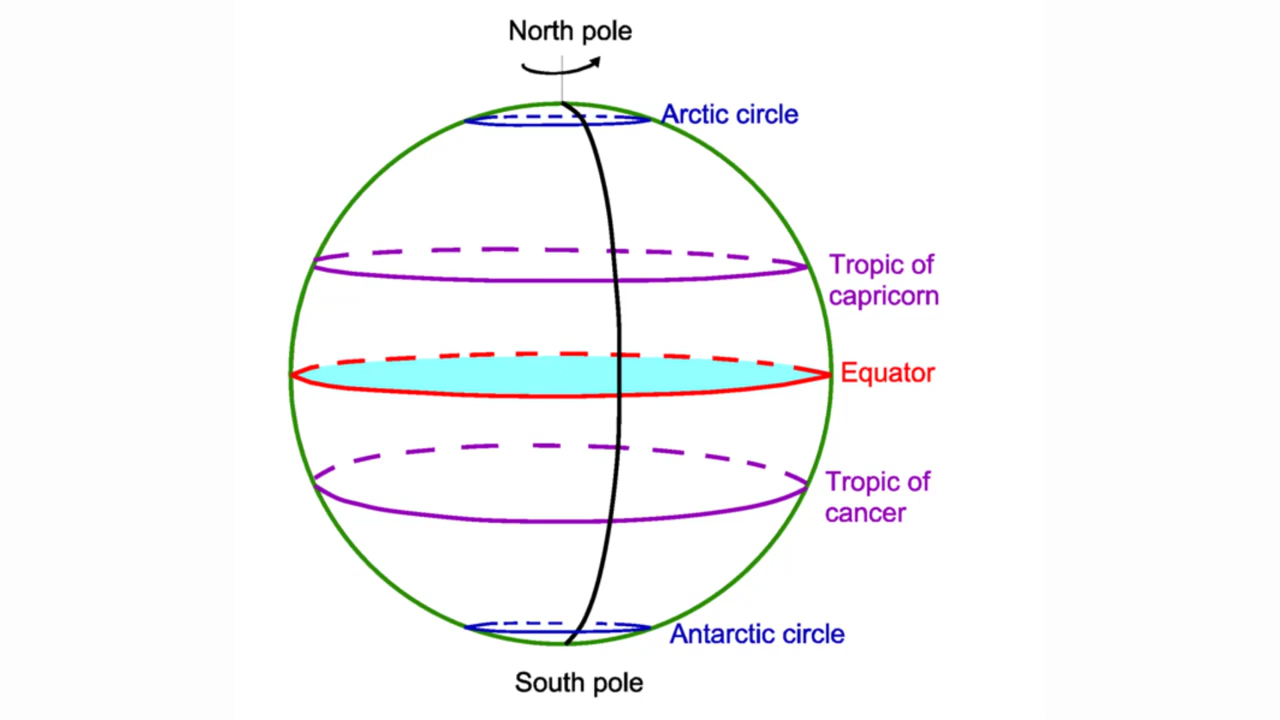 North pole
Arctic circle
Tropic of
capricorn
Equator
Tropic of
cancer
Antarctic circle
South pole